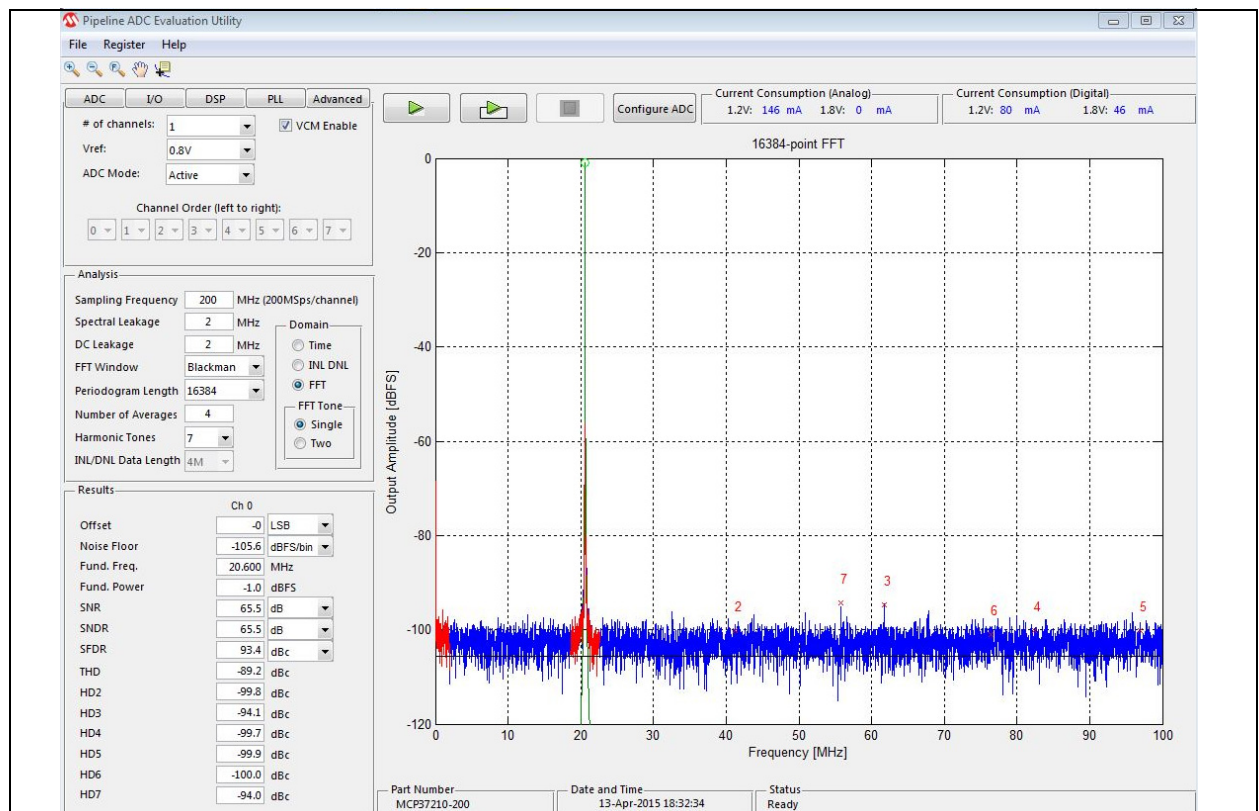 Pipeline ADC Evaluation Utility
File Register Help
ADC I/O DSP PLL Advanced
# of channels: 1 VCM Enable
Vref: 0.8V
ADC Mode: Active
Channel Order (left to right):
0 1 2 3 4 5 6 7
Configure ADC
Current Consumption (Analog)
1.2V: 146 mA 1.8V: 0 mA
Current Consumption (Digital)
1.2V: 80 mA 1.8V: 46 mA
Analysis
Sampling Frequency 200 MHz (200MSps/channel)
Spectral Leakage 2 MHz
DC Leakage 2 MHz
FFT Window Blackman
Periodogram Length 16384
Number of Averages 4
Harmonic Tones 7
INL/DNL Data Length 4M
Domain
Time
INL DNL
FFT
FFT Tone
Single
Two
Results
Ch 0
Offset -0 LSB
Noise Floor -105.6 dBFS/bin
Fund. Freq. 20.600 MHz
Fund. Power -1.0 dBFS
SNR 65.5 dB
SNDR 65.5 dB
SFDR 93.4 dBc
THD -89.2 dBc
HD2 -99.8 dBc
HD3 -94.1 dBc
HD4 -99.7 dBc
HD5 -99.9 dBc
HD6 -100.0 dBc
HD7 -94.0 dBc
16384-point FFT
Output Amplitude [dBFS]
0
-20
-40
-60
-80
-100
-120
2 7 3 6 4 5
0 10 20 30 40 50 60 70 80 90 100
Frequency [MHz]
Part Number
MCP37210-200
Date and Time
13-Apr-2015 18:32:34
Status
Ready